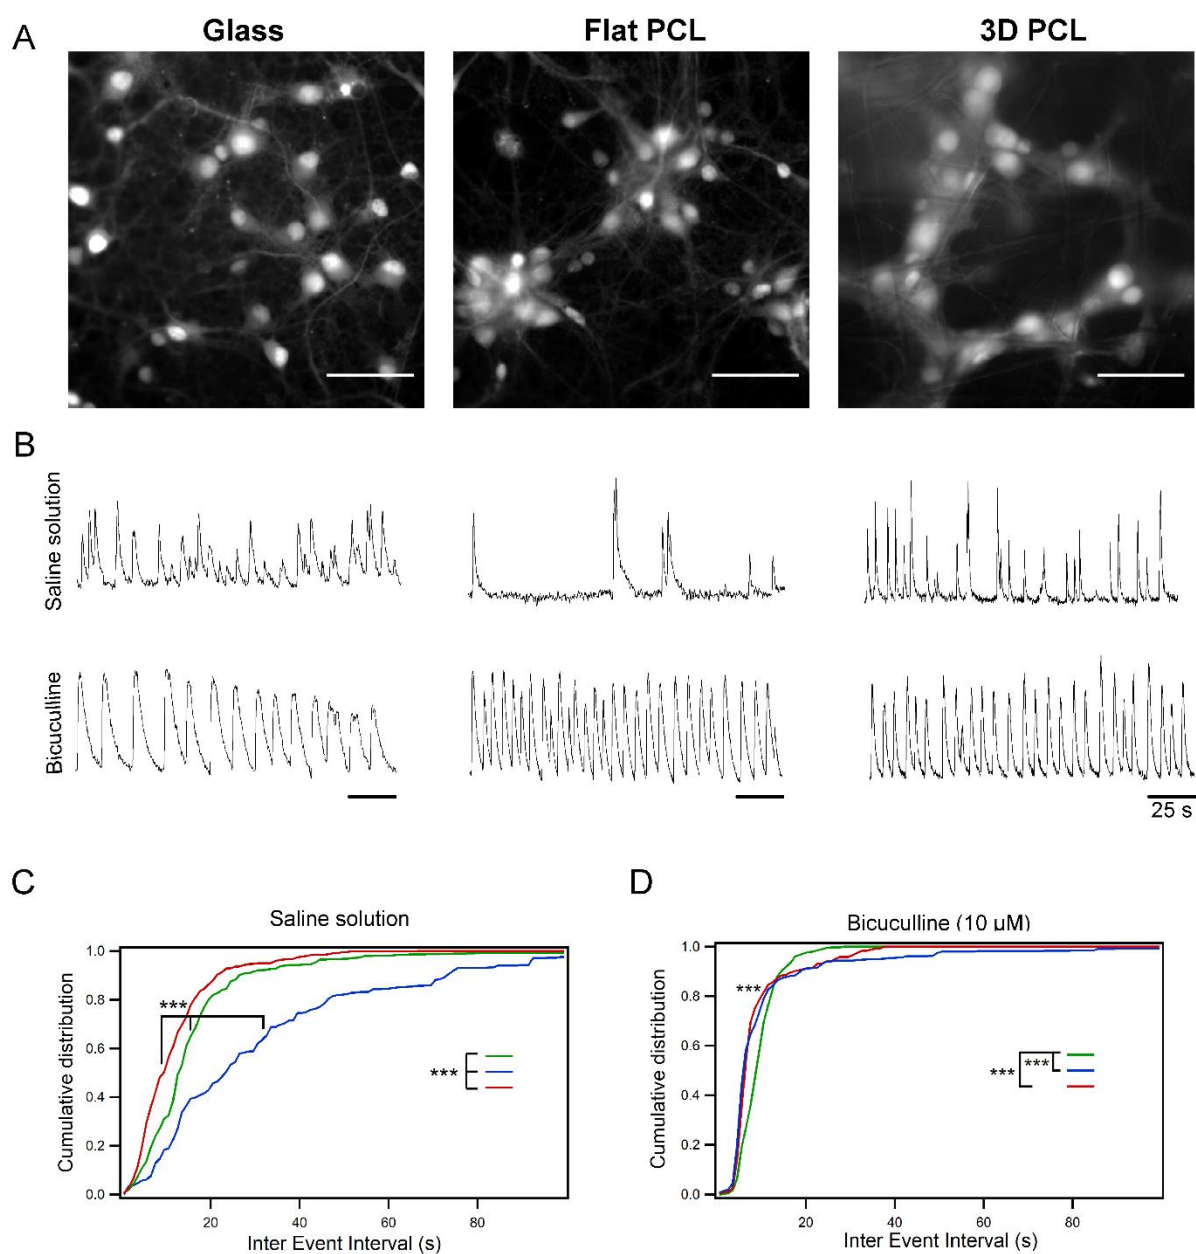 A
Glass
Flat PCL
3D PCL
B
Saline solution
Bicuculline
25 s
C
D
Saline solution
Bicuculline (10 µM)
Cumulative distribution
1.0
0.8
0.6
0.4
0.2
0.0
***
***
20
40
60
80
Inter Event Interval (s)
Cumulative distribution
1.0
0.8
0.6
0.4
0.2
0.0
***
***
***
20
40
60
80
Inter Event Interval (s)